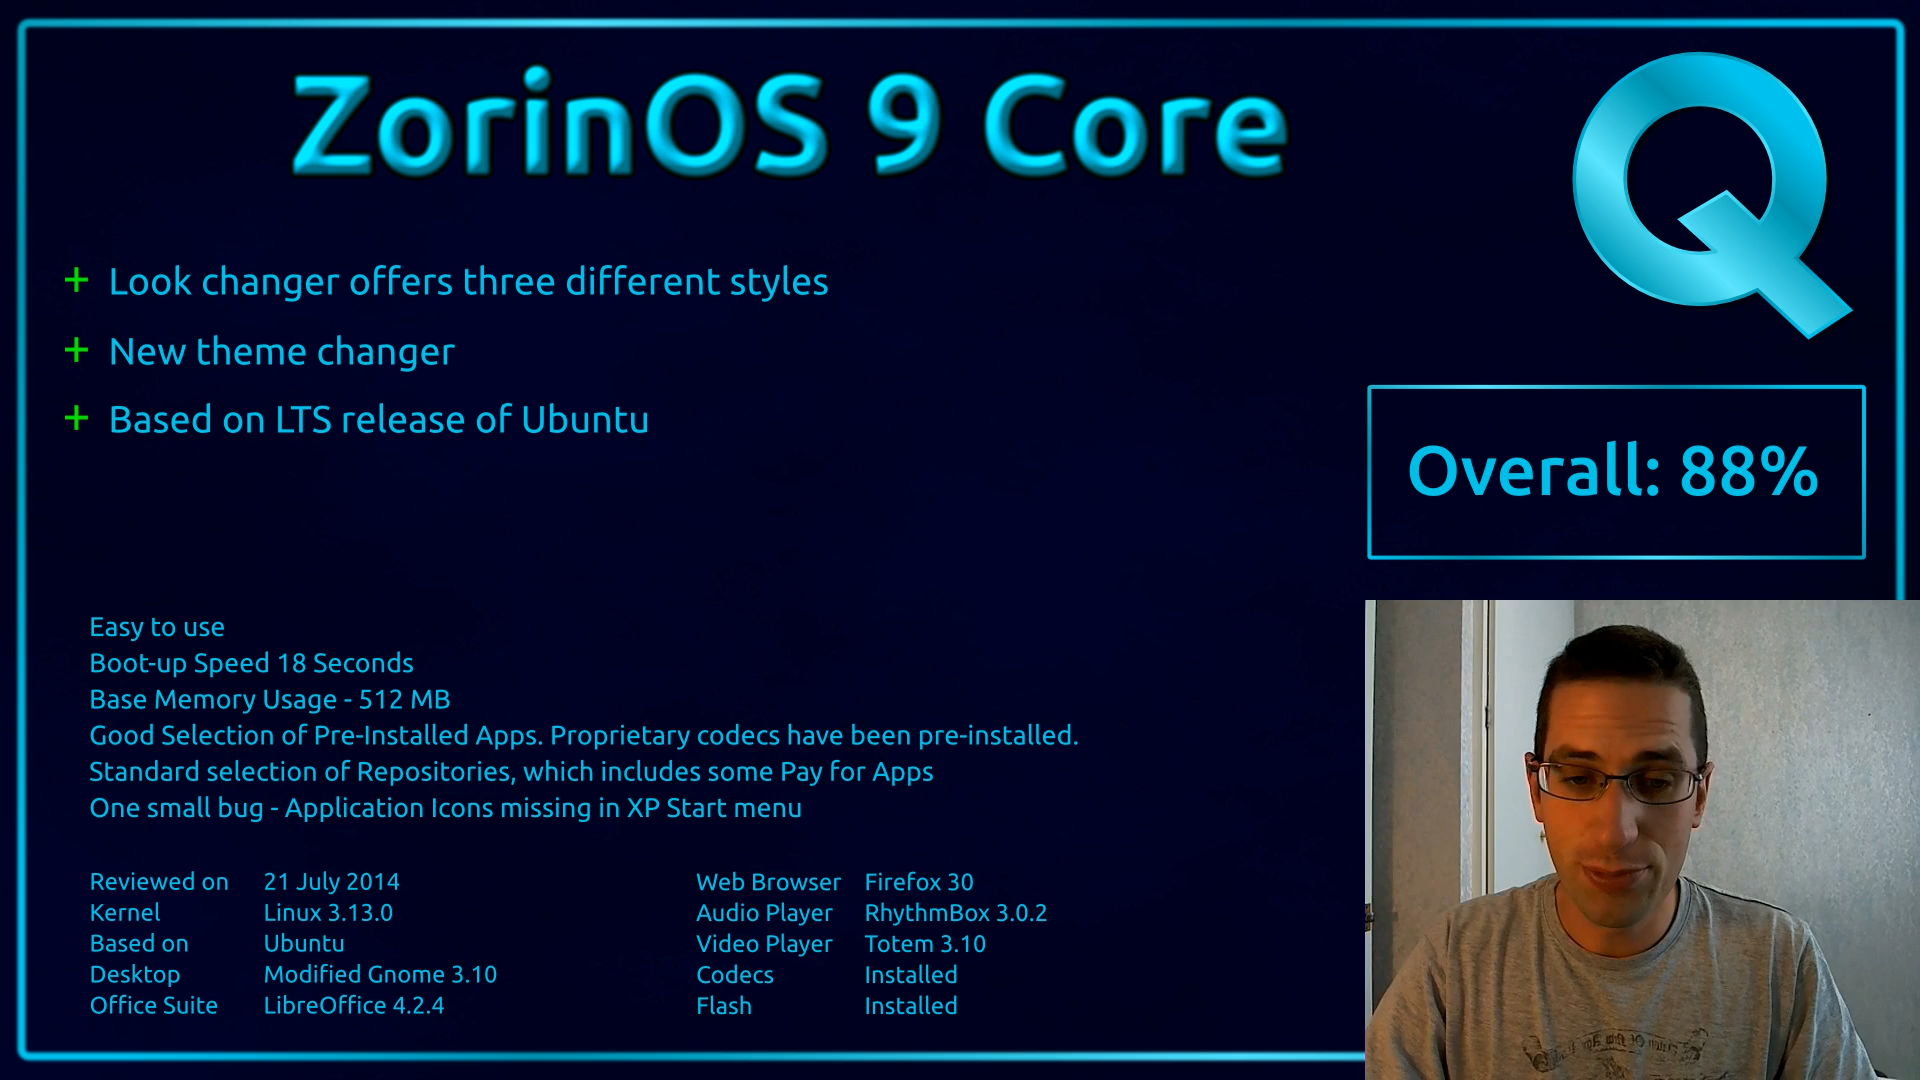 ZorinOS 9 Core
Q
+ Look changer offers three different styles
+ New theme changer
+ Based on LTS release of Ubuntu
Overall: 88%
Easy to use
Boot-up Speed 18 Seconds
Base Memory Usage - 512 MB
Good Selection of Pre-Installed Apps. Proprietary codecs have been pre-installed.
Standard selection of Repositories, which includes some Pay for Apps
One small bug - Application Icons missing in XP Start menu
Reviewed on 21 July 2014
Kernel Linux 3.13.0
Based on Ubuntu
Desktop Modified Gnome 3.10
Office Suite LibreOffice 4.2.4
Web Browser Firefox 30
Audio Player RhythmBox 3.0.2
Video Player Totem 3.10
Codecs Installed
Flash Installed